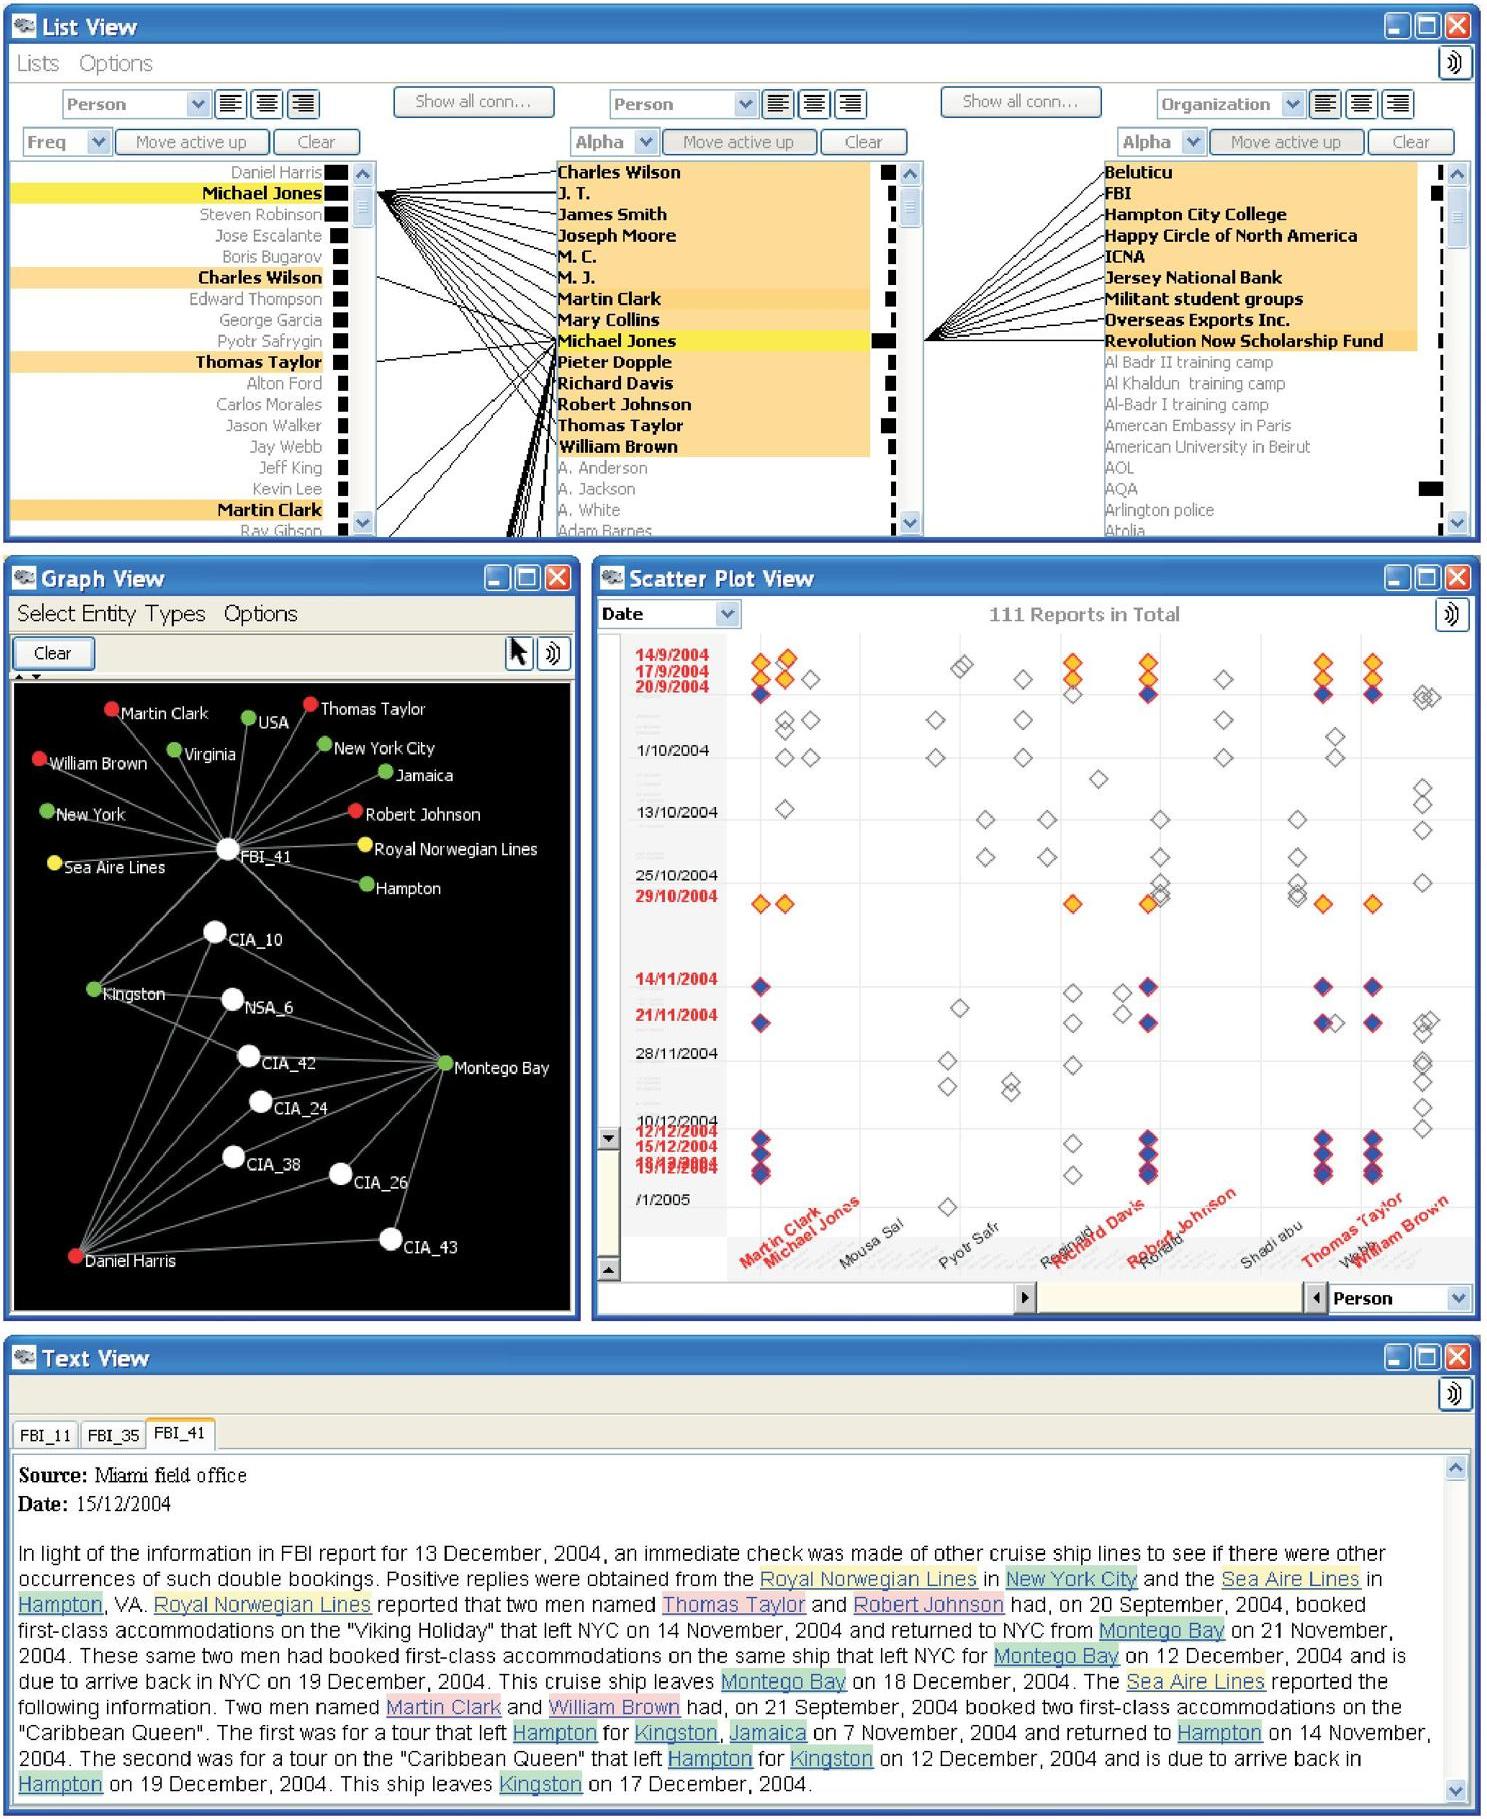 List View
Lists Options
Person Show all conn... Person Show all conn... Organization
Freq Move active up Clear Alpha Move active up Clear Alpha Move active up Clear
Daniel Harris Charles Wilson Beluticu
Michael Jones J. T. FBI
Steven Robinson James Smith Hampton City College
Jose Escalante Joseph Moore Happy Circle of North America
Boris Bugarov M. C. ICNA
Charles Wilson M. J. Jersey National Bank
Edward Thompson Martin Clark Militant student groups
George Garcia Mary Collins Overseas Exports Inc.
Pyotr Safrygin Michael Jones Revolution Now Scholarship Fund
Thomas Taylor Pieter Dopple Al Badr II training camp
Alton Ford Richard Davis Al Khaldun training camp
Carlos Morales Robert Johnson Al-Badr I training camp
Jason Walker Thomas Taylor Amercan Embassy in Paris
Jay Webb William Brown American University in Beirut
Jeff King A. Anderson AOL
Kevin Lee A. Jackson AQA
Martin Clark A. White Arlington police
Ray Gibson Adam Barnes Atolia
Graph View
Select Entity Types Options
Clear
Martin Clark
USA
Thomas Taylor
William Brown
Virginia
New York City
Jamaica
New York
Robert Johnson
Sea Aire Lines
FBI_41
Royal Norwegian Lines
Hampton
CIA_10
Kingston
NSA_6
CIA_42
Montego Bay
CIA_24
CIA_38
CIA_26
CIA_43
Daniel Harris
Scatter Plot View
Date 111 Reports in Total
14/9/2004
17/9/2004
20/9/2004
1/10/2004
13/10/2004
25/10/2004
29/10/2004
14/11/2004
21/11/2004
28/11/2004
10/12/2004
12/12/2004
15/12/2004
19/12/2004
/1/2005
Martin Clark
Michael Jones
Mousa Sal
Pyotr Safr
Reginald
Richard Davis
Robert Johnson
Ronald
Shadi abu
Thomas Taylor
William Brown
Person
Text View
FBI_11 FBI_35 FBI_41
Source: Miami field office
Date: 15/12/2004
In light of the information in FBI report for 13 December, 2004, an immediate check was made of other cruise ship lines to see if there were other
occurrences of such double bookings. Positive replies were obtained from the Royal Norwegian Lines in New York City and the Sea Aire Lines in
Hampton, VA. Royal Norwegian Lines reported that two men named Thomas Taylor and Robert Johnson had, on 20 September, 2004, booked
first-class accommodations on the "Viking Holiday" that left NYC on 14 November, 2004 and returned to NYC from Montego Bay on 21 November,
2004. These same two men had booked first-class accommodations on the same ship that left NYC for Montego Bay on 12 December, 2004 and is
due to arrive back in NYC on 19 December, 2004. This cruise ship leaves Montego Bay on 18 December, 2004. The Sea Aire Lines reported the
following information. Two men named Martin Clark and William Brown had, on 21 September, 2004 booked two first-class accommodations on the
"Caribbean Queen". The first was for a tour that left Hampton for Kingston, Jamaica on 7 November, 2004 and returned to Hampton on 14 November,
2004. The second was for a tour on the "Caribbean Queen" that left Hampton for Kingston on 12 December, 2004 and is due to arrive back in
Hampton on 19 December, 2004. This ship leaves Kingston on 17 December, 2004.